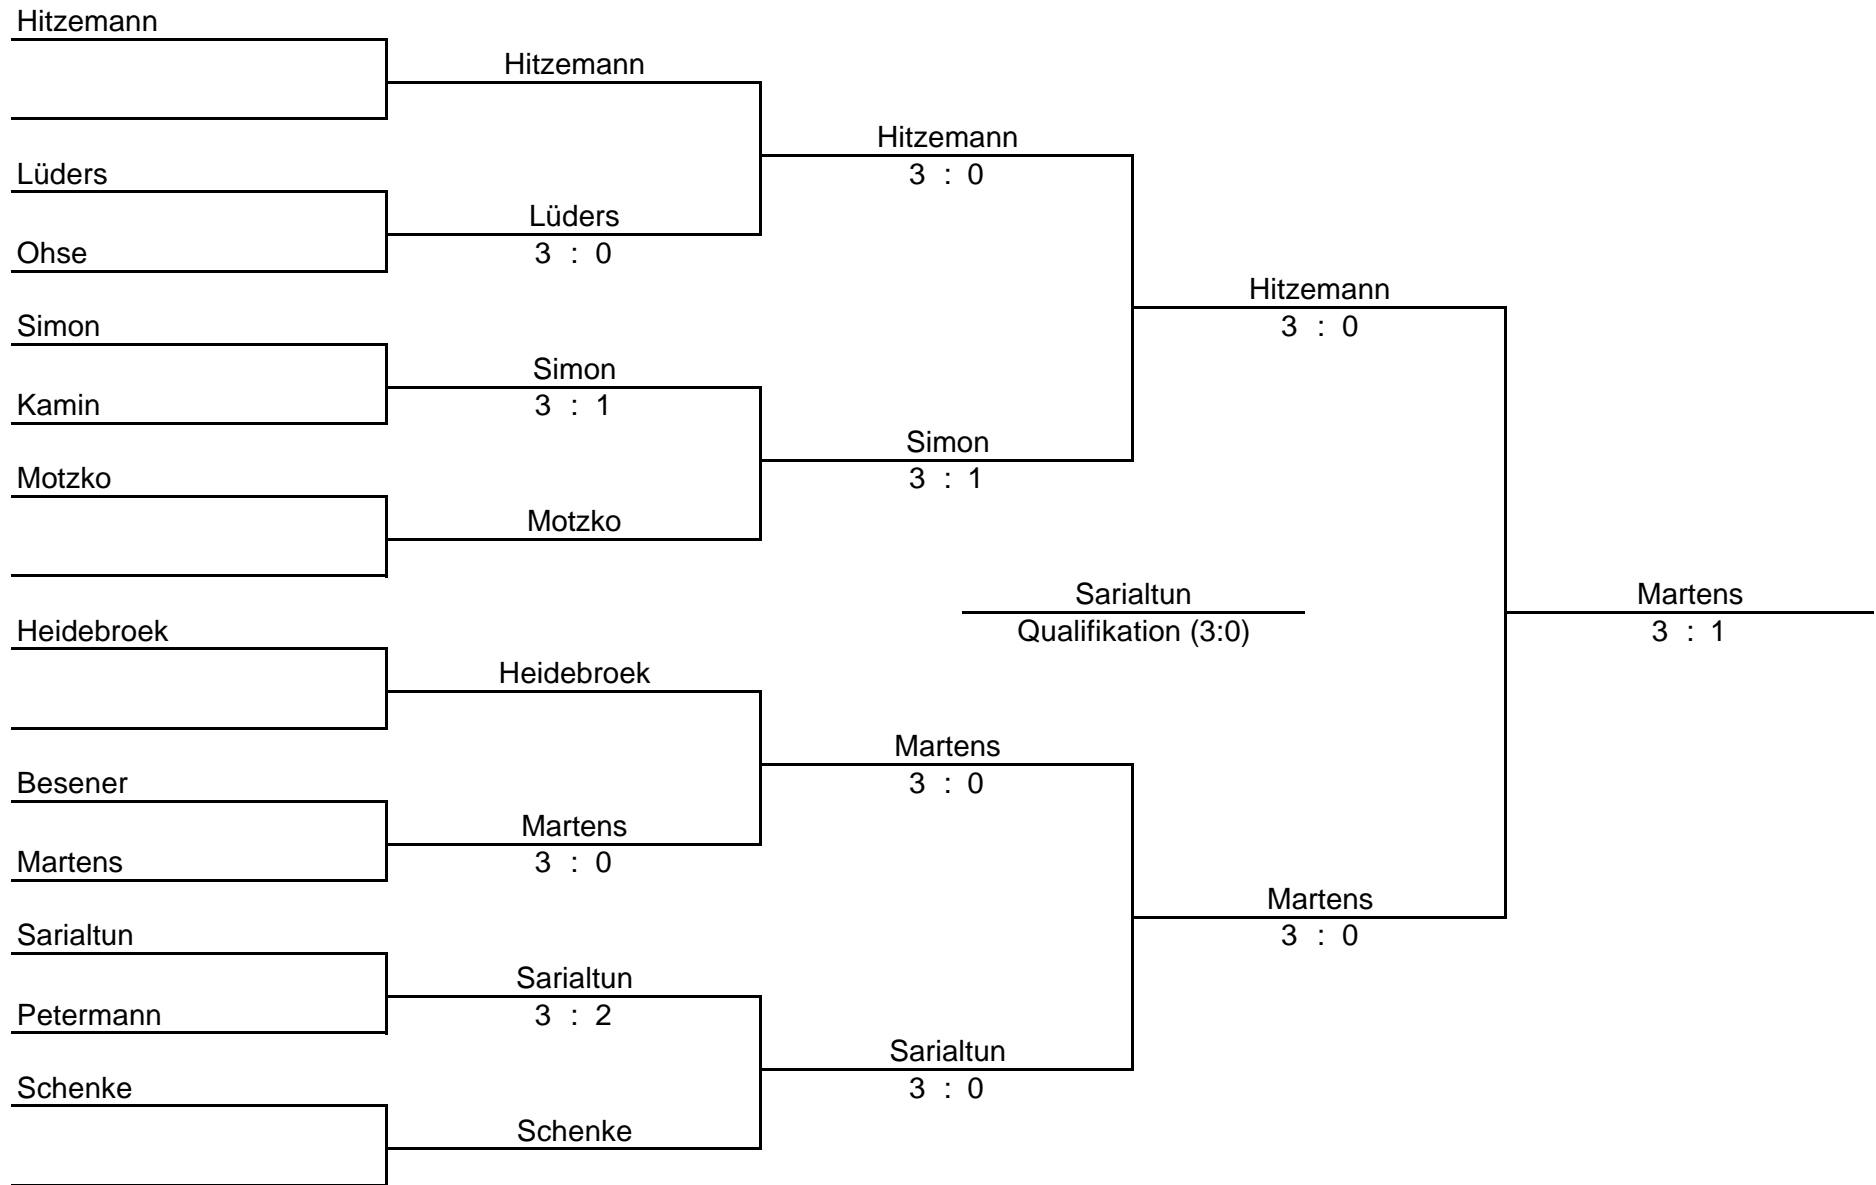 Hitzemann
Lüders
Ohse
Simon
Kamin
Motzko
Heidebroek
Besener
Martens
Sarialtun
Petermann
Schenke
Hitzemann
Lüders
3 : 0
Simon
3 : 1
Motzko
Heidebroek
Martens
3 : 0
Sarialtun
3 : 2
Schenke
Hitzemann
3 : 0
Simon
3 : 1
Martens
3 : 0
Sarialtun
3 : 0
Hitzemann
3 : 0
Sarialtun
Qualifikation (3:0)
Martens
3 : 0
Martens
3 : 1